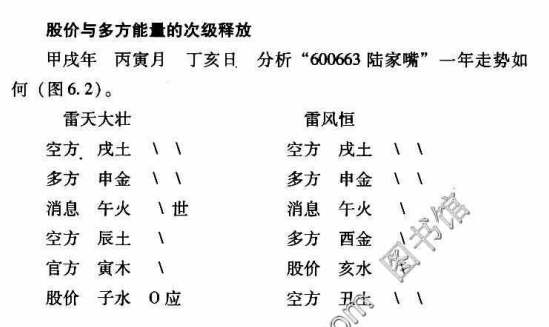 股价与多方能量的次级释放
甲戌年 丙寅月 丁亥日 分析“600663 陆家嘴”一年走势如
何（图6.2）。
雷天大壮 雷风恒
空方 戌土 \ \ 空方 戌土 \ \
多方 申金 \ \ 多方 申金 \ \
消息 午火 \ 世 消息 午火 \
空方 辰土 \ 多方 酉金 \
官方 寅木 \ 股价 亥水 \
股价 子水 O 应 空方 丑土 \ \
图书馆